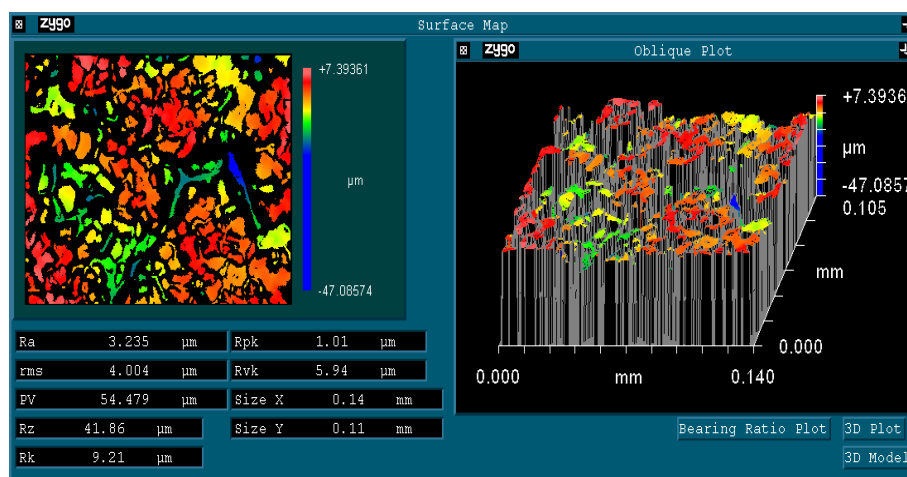 zygo Surface Map
+7.39361
µm
-47.08574
zygo Oblique Plot
+7.3936
µm
-47.0857
0.105
mm
0.000
0.000 mm 0.140
Ra 3.235 µm
rms 4.004 µm
PV 54.479 µm
Rz 41.86 µm
Rk 9.21 µm
Rpk 1.01 µm
Rvk 5.94 µm
Size X 0.14 mm
Size Y 0.11 mm
Bearing Ratio Plot
3D Plot
3D Model